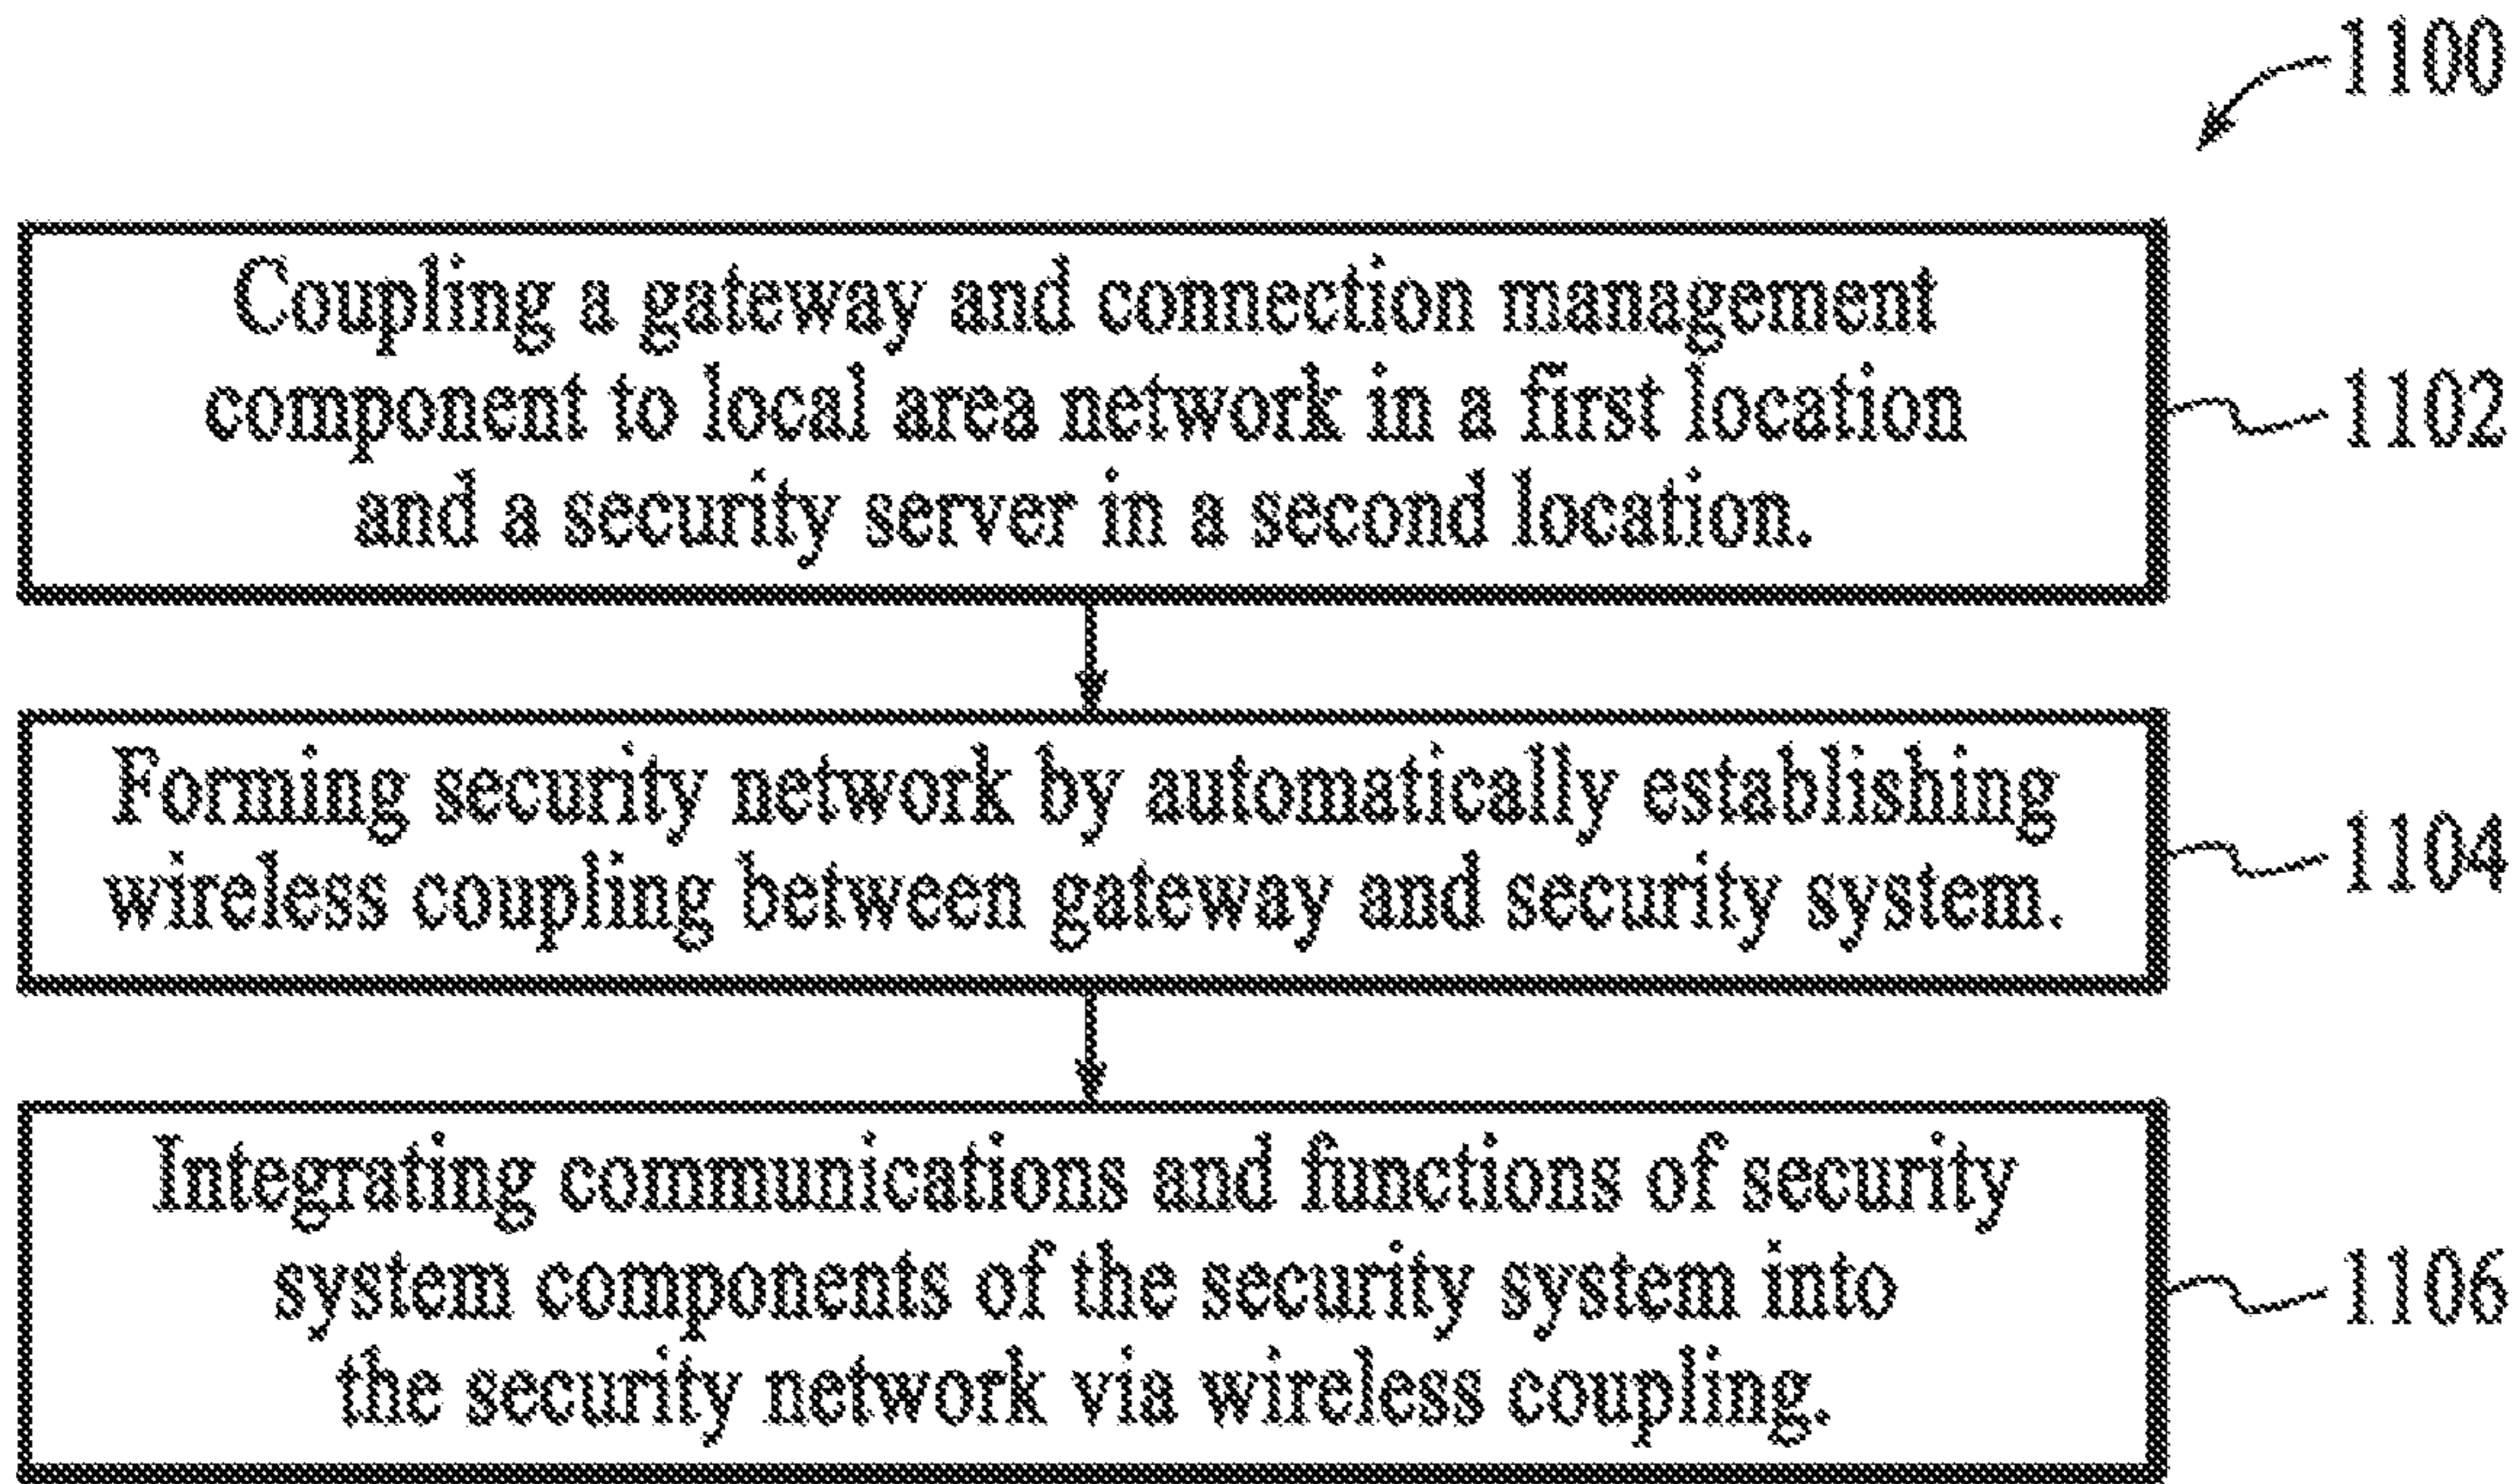 1100
Coupling a gateway and connection management
component to local area network in a first location
and a security server in a second location.
1102
Forming security network by automatically establishing
wireless coupling between gateway and security system.
1104
Integrating communications and functions of security
system components of the security system into
the security network via wireless coupling.
1106